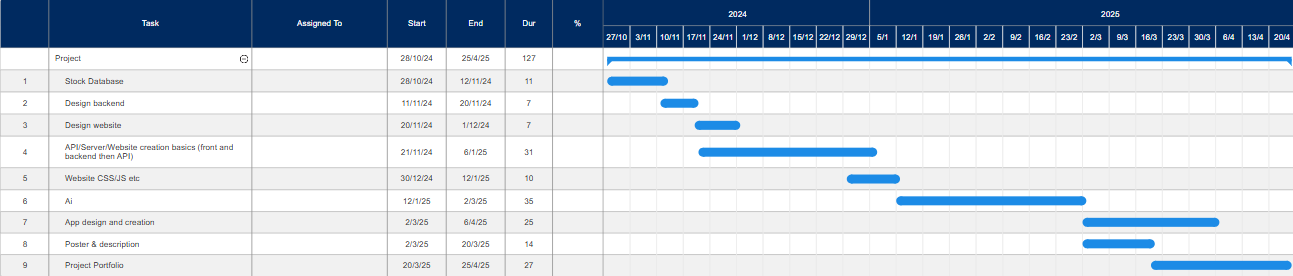 2024 2025
Task Assigned To Start End Dur % 27/10 3/11 10/11 17/11 24/11 1/12 8/12 15/12 22/12 29/12 5/1 12/1 19/1 26/1 2/2 9/2 16/2 23/2 2/3 9/3 16/3 23/3 30/3 6/4 13/4 20/4
Project 28/10/24 25/4/25 127
1 Stock Database 28/10/24 12/11/24 11
2 Design backend 11/11/24 20/11/24 7
3 Design website 20/11/24 1/12/24 7
4 API/Server/Website creation basics (front and
backend then API) 21/11/24 6/1/25 31
5 Website CSS/JS etc 30/12/24 12/1/25 10
6 Ai 12/1/25 2/3/25 35
7 App design and creation 2/3/25 6/4/25 25
8 Poster & description 2/3/25 20/3/25 14
9 Project Portfolio 20/3/25 25/4/25 27